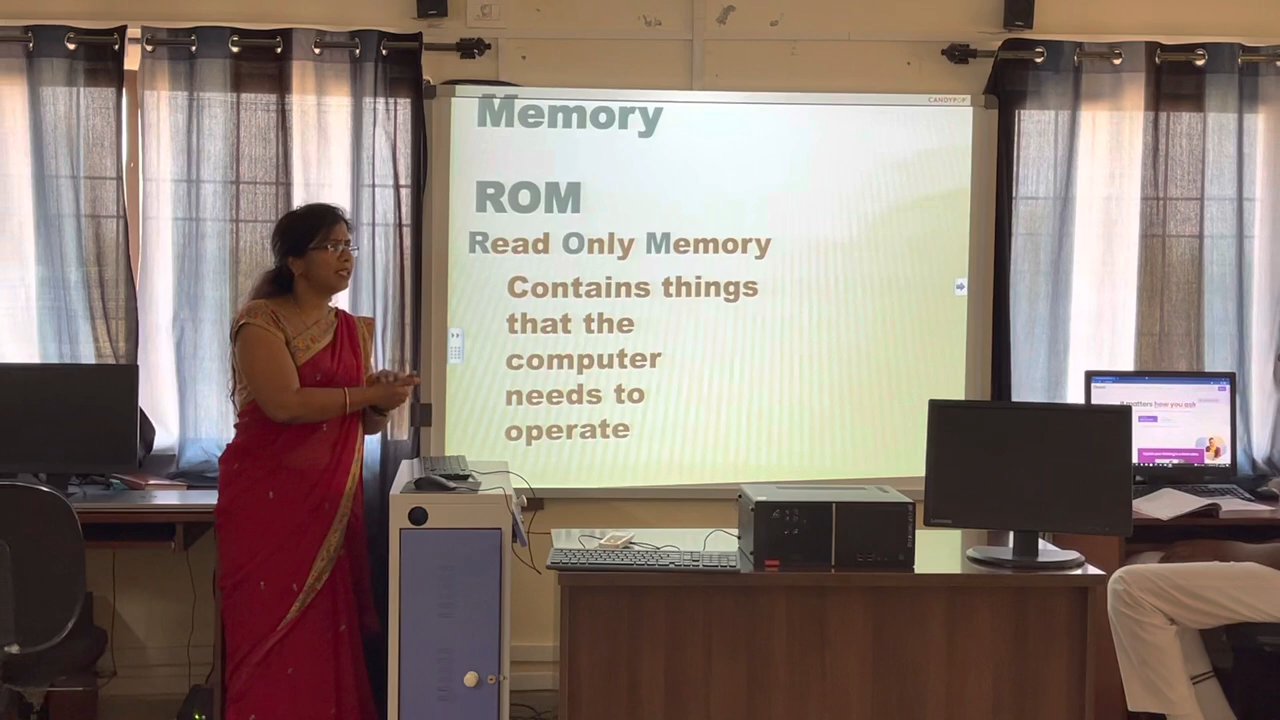 CANDYPOP
Memory
ROM
Read Only Memory
Contains things
that the
computer
needs to
operate
It matters how you ask